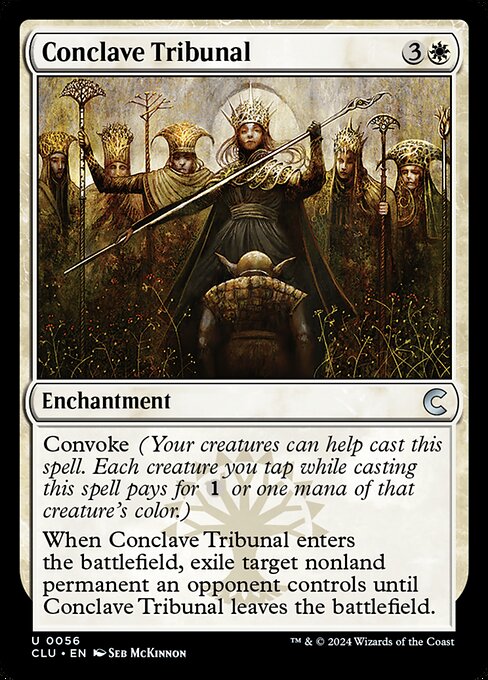 Conclave Tribunal 3
Enchantment
Convoke (Your creatures can help cast this
spell. Each creature you tap while casting
this spell pays for 1 or one mana of that
creature's color.)
When Conclave Tribunal enters
the battlefield, exile target nonland
permanent an opponent controls until
Conclave Tribunal leaves the battlefield.
U 0056
CLU • EN Seb McKinnon
™ & © 2024 Wizards of the Coast